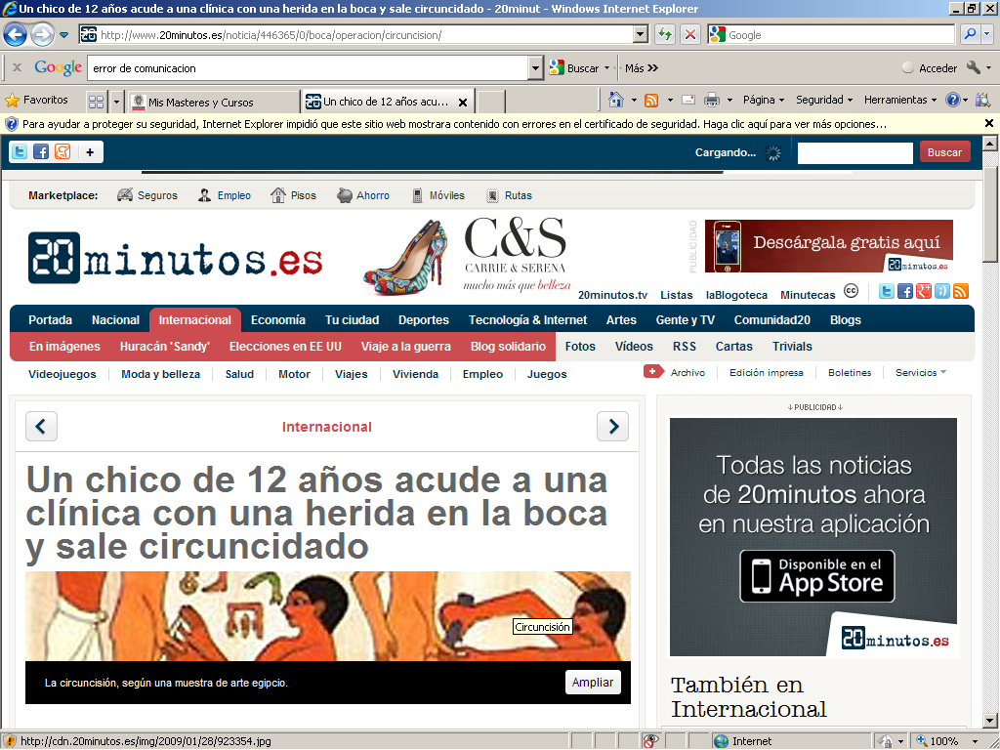 Un chico de 12 años acude a una clínica con una herida en la boca y sale circuncidado - 20minut - Windows Internet Explorer
http://www.20minutos.es/noticia/446365/0/boca/operacion/circuncision/
Google
Google error de comunicacion Buscar Más Acceder
Favoritos Mis Masteres y Cursos Un chico de 12 años acu... Página Seguridad Herramientas
Para ayudar a proteger su seguridad, Internet Explorer impidió que este sitio web mostrara contenido con errores en el certificado de seguridad. Haga clic aquí para ver más opciones...
Cargando... Buscar
Marketplace: Seguros Empleo Pisos Ahorro Móviles Rutas
20minutos.es
C&S
CARRIE & SERENA
mucho más que belleza
PUBLICIDAD
Descárgala gratis aquí
20minutos.es
20minutos.tv Listas laBlogoteca Minutecas cc
Portada Nacional Internacional Economía Tu ciudad Deportes Tecnología & Internet Artes Gente y TV Comunidad20 Blogs
En imágenes Huracán 'Sandy' Elecciones en EE UU Viaje a la guerra Blog solidario Fotos Vídeos RSS Cartas Trivials
Videojuegos Moda y belleza Salud Motor Viajes Vivienda Empleo Juegos Archivo Edición impresa Boletines Servicios
Internacional
Un chico de 12 años acude a una
clínica con una herida en la boca
y sale circuncidado
Circuncisión
La circuncisión, según una muestra de arte egipcio.
Ampliar
PUBLICIDAD
Todas las noticias
de 20minutos ahora
en nuestra aplicación
Disponible en el
App Store
20minutos.es
También en
Internacional
http://cdn.20minutos.es/img/2009/01/28/923354.jpg
Internet
100%